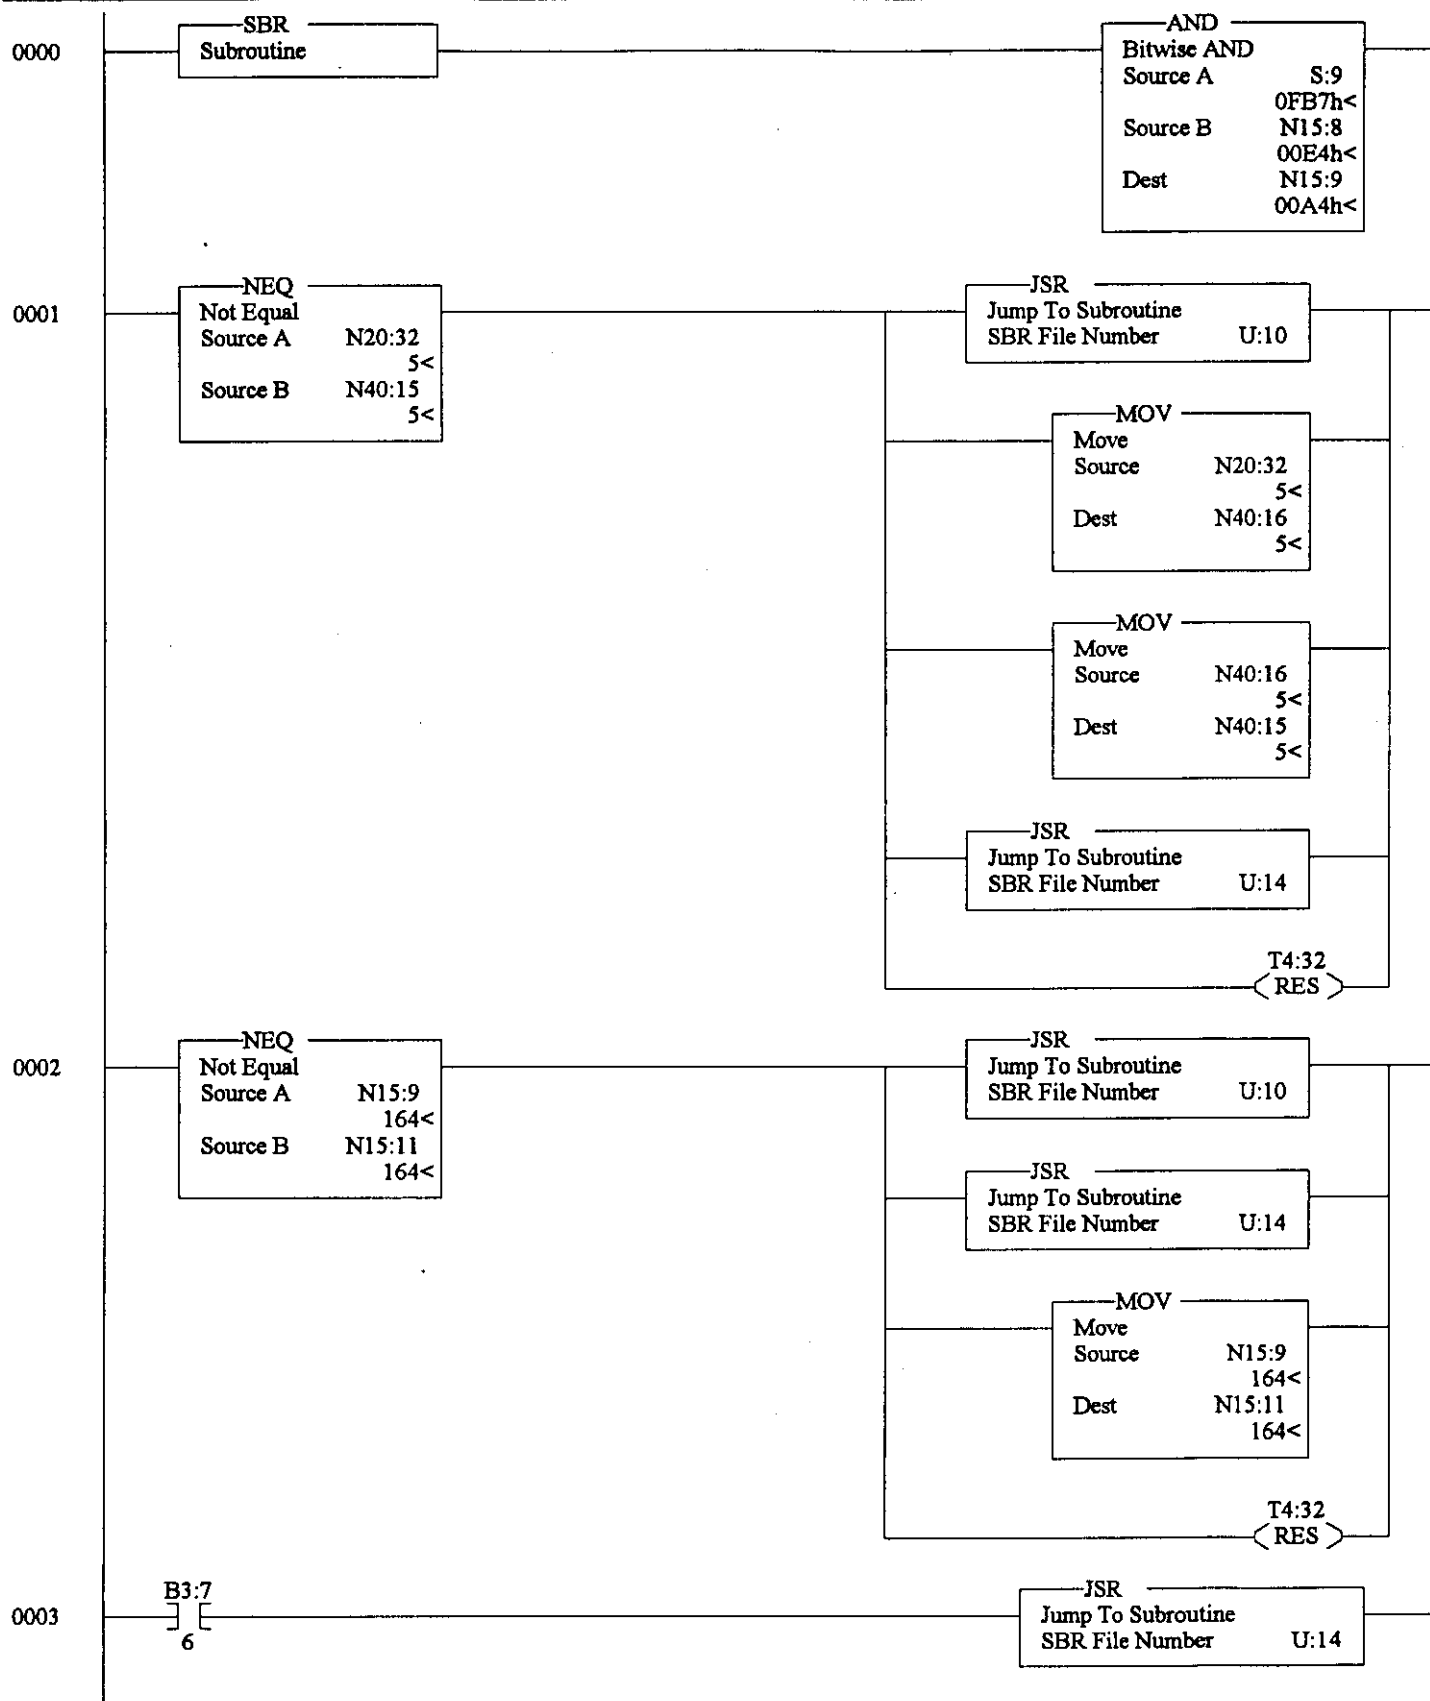 SBR
0000
Subroutine
AND
Bitwise AND
Source A S:9
0FB7h<
Source B N15:8
00E4h<
Dest N15:9
00A4h<
NEQ
0001
Not Equal
Source A N20:32
5<
Source B N40:15
5<
JSR
Jump To Subroutine
SBR File Number U:10
MOV
Move
Source N20:32
5<
Dest N40:16
5<
MOV
Move
Source N40:16
5<
Dest N40:15
5<
JSR
Jump To Subroutine
SBR File Number U:14
T4:32
RES
NEQ
0002
Not Equal
Source A N15:9
164<
Source B N15:11
164<
JSR
Jump To Subroutine
SBR File Number U:10
JSR
Jump To Subroutine
SBR File Number U:14
MOV
Move
Source N15:9
164<
Dest N15:11
164<
T4:32
RES
B3:7
0003
6
JSR
Jump To Subroutine
SBR File Number U:14